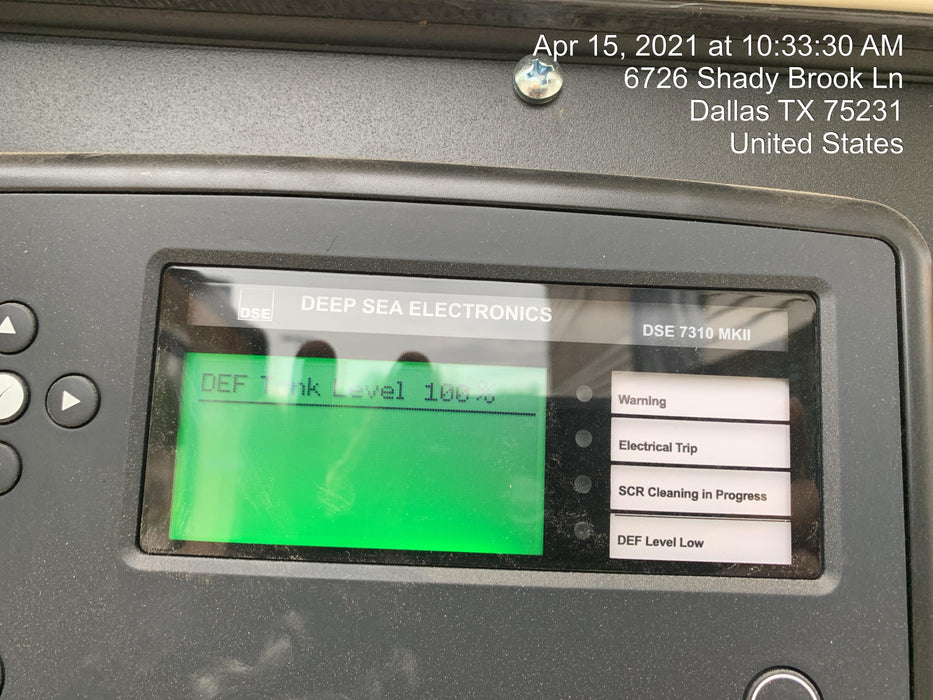 Apr 15, 2021 at 10:33:30 AM
6726 Shady Brook Ln
Dallas TX 75231
United States
DSE
DEEP SEA ELECTRONICS
DSE 7310 MKII
DEF Tank Level 100%
Warning
Electrical Trip
SCR Cleaning in Progress
DEF Level Low